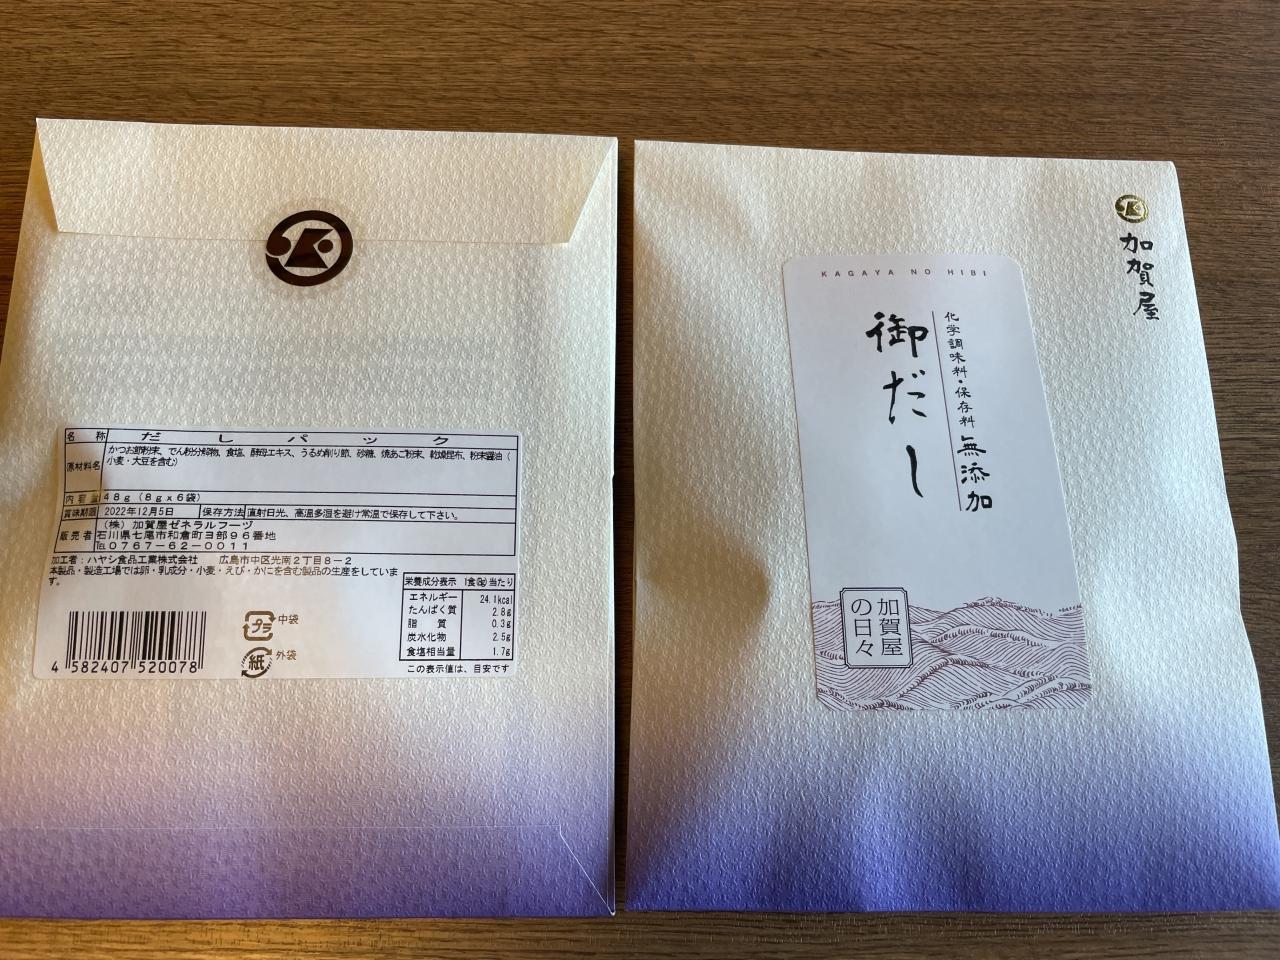 名称 だしパック
原材料名 かつお節粉末、でん粉分解物、食塩、酵母エキス、うるめ削り節、砂糖、焼あご粉末、乾燥昆布、粉末醤油(
小麦・大豆を含む)
内容量 48g(8g×6袋)
賞味期限 2022年12月5日 保存方法 直射日光、高温多湿を避け常温で保存して下さい。
販売者 (株)加賀屋ゼネラルフーヅ
石川県七尾市和倉町ヨ部96番地
TEL0767-62-0011
加工者:ハヤシ食品工業株式会社 広島市中区光南2丁目8-2
本製品・製造工場では卵・乳成分・小麦・えび・かにを含む製品の生産をしていま
す。
栄養成分表示 1食(8g)当たり
エネルギー 24.1kcal
たんぱく質 2.8g
脂質 0.3g
炭水化物 2.5g
食塩相当量 1.7g
この表示値は、目安です
プラ 中袋
紙 外袋
4 582407 520078
加賀屋
KAGAYA NO HIBI
化学調味料・保存料無添加
御だし
加賀屋
の日々